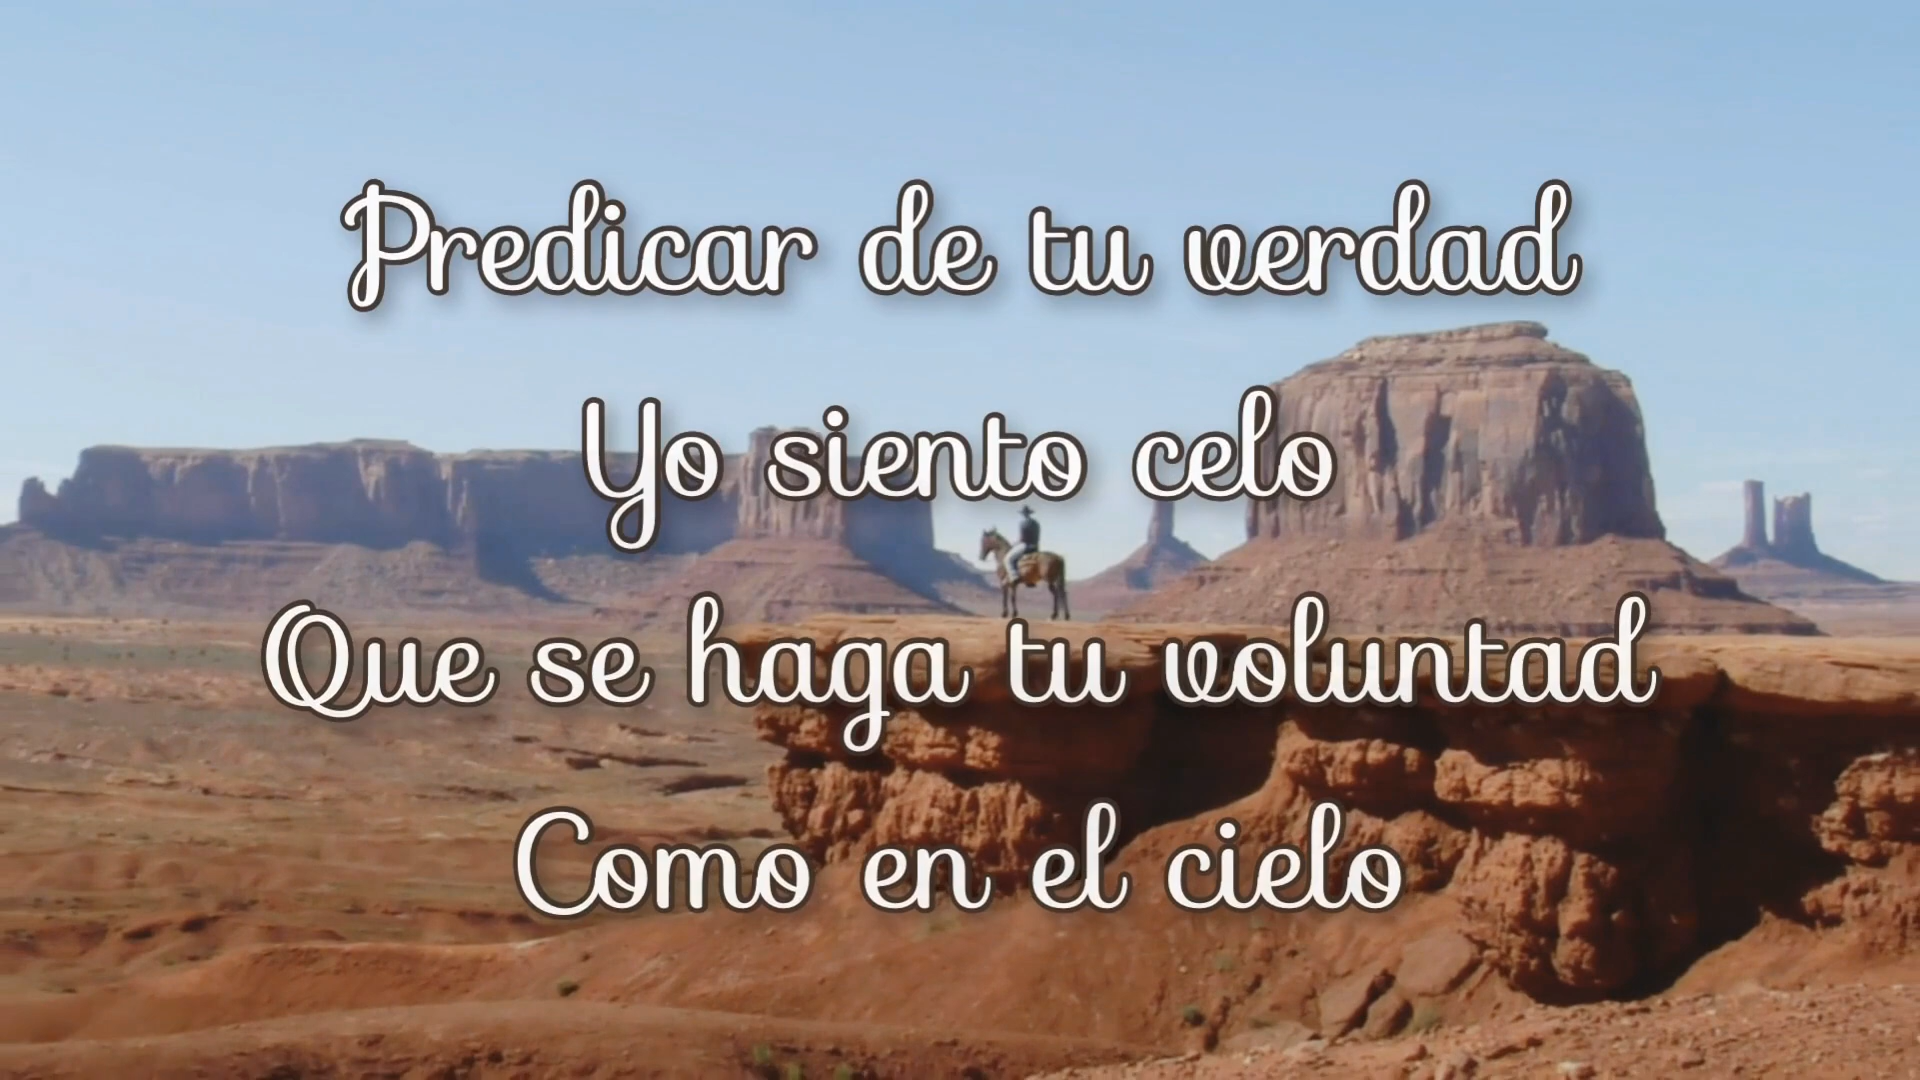 Predicar de tu verdad
Yo siento celo
Que se haga tu voluntad
Como en el cielo